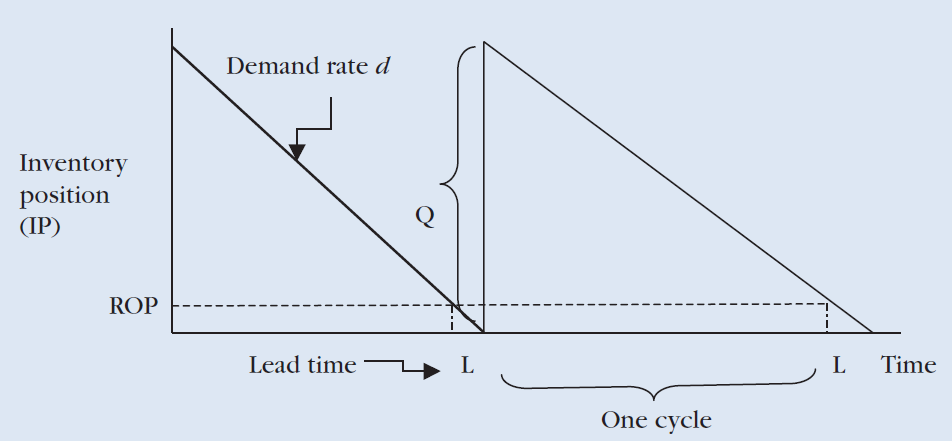 Demand rate d
Inventory
position
(IP)
Q
ROP
Lead time
L
L
Time
One cycle